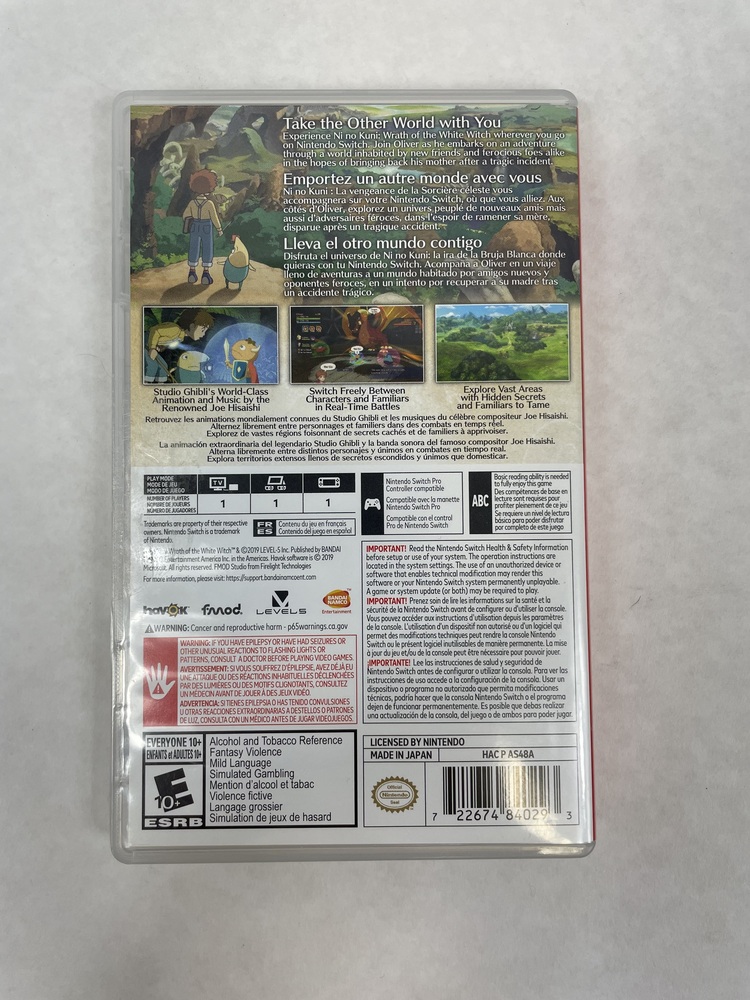 Take the Other World with You
Experience Ni no Kuni: Wrath of the White Witch wherever you go
on Nintendo Switch. Join Oliver as he embarks on an adventure
through a world inhabited by new friends and ferocious foes alike
in the hopes of bringing back his mother after a tragic incident.
Emportez un autre monde avec vous
Ni no Kuni : La vengeance de la Sorcière céleste vous
accompagnera sur votre Nintendo Switch, où que vous alliez. Aux
côtés d'Oliver, explorez un univers peuplé de nouveaux amis mais
aussi d'adversaires féroces, dans l'espoir de ramener sa mère,
disparue après un tragique accident.
Lleva el otro mundo contigo
Disfruta el universo de Ni no Kuni: la ira de la Bruja Blanca donde
quieras con tu Nintendo Switch. Acompaña a Oliver en un viaje
lleno de aventuras a un mundo habitado por amigos nuevos y
oponentes feroces, en un intento por recuperar a su madre tras
un accidente trágico.
Studio Ghibli's World-Class
Animation and Music by the
Renowned Joe Hisaishi
Switch Freely Between
Characters and Familiars
in Real-Time Battles
Explore Vast Areas
with Hidden Secrets
and Familiars to Tame
Retrouvez les animations mondialement connues du Studio Ghibli et les musiques du célèbre compositeur Joe Hisaishi.
Alternez librement entre personnages et familiers dans des combats en temps réel.
Explorez de vastes régions foisonnant de secrets cachés et de familiers à apprivoiser.
La animación extraordinaria del legendario Studio Ghibli y la banda sonora del famoso compositor Joe Hisaishi.
Alterna libremente entre distintos personajes y únimos en combates en tiempo real.
Explora territorios extensos llenos de secretos escondidos y únimos que domesticar.
PLAY MODE
MODE DE JEU
MODO DE JUEGO
TV
NUMBER OF PLAYERS
NOMBRE DE JOUEURS
NÚMERO DE JUGADORES
1
1
1
Nintendo Switch Pro
Controller compatible
Compatible avec la manette
Nintendo Switch Pro
Compatible con el control
Pro de Nintendo Switch
ABC
Basic reading ability is needed
to fully enjoy this game
Des compétences de base en
lecture sont requises pour
profiter pleinement de ce jeu
Se requiere un nivel de lectura
básico para poder disfrutar
por completo de este juego
Trademarks are property of their respective
owners. Nintendo Switch is a trademark
of Nintendo.
FR
ES
Contenu du jeu en français
Contenido del juego en español
Wrath of the White Witch™ & ©2019 LEVEL-5 Inc. Published by BANDAI
Entertainment America Inc. in the Americas. Havok software is © 2019
Microsoft. All rights reserved. FMOD Studio from Firelight Technologies
For more information, please visit: https://support.bandainamcoent.com
havok
fmod
LEVEL5
BANDAI
NAMCO
Entertainment
WARNING: Cancer and reproductive harm - p65warnings.ca.gov
WARNING: IF YOU HAVE EPILEPSY OR HAVE HAD SEIZURES OR
OTHER UNUSUAL REACTIONS TO FLASHING LIGHTS OR
PATTERNS, CONSULT A DOCTOR BEFORE PLAYING VIDEO GAMES.
AVERTISSEMENT: SI VOUS SOUFFREZ D'ÉPILEPSIE, AVEZ DÉJÀ EU
UNE ATTAQUE OU DES RÉACTIONS INHABITUELLES DÉCLENCHÉES
PAR DES LUMIÈRES OU DES MOTIFS CLIGNOTANTS, CONSULTEZ
UN MÉDECIN AVANT DE JOUER À DES JEUX VIDÉO.
ADVERTENCIA: SI TIENES EPILEPSIA O HAS TENIDO CONVULSIONES
U OTRAS REACCIONES EXTRAORDINARIAS A DESTELLOS O PATRONES
DE LUZ, CONSULTA CON UN MÉDICO ANTES DE JUGAR VIDEOJUEGOS.
IMPORTANT! Read the Nintendo Switch Health & Safety Information
before setup or use of your system. The operation instructions are
located in the system settings. The use of an unauthorized device or
software that enables technical modification may render this
software or your Nintendo Switch system permanently unplayable.
A game or system update (or both) may be required to play.
IMPORTANT! Prenez soin de lire les informations sur la santé et la
sécurité de la Nintendo Switch avant de configurer ou d'utiliser la console.
Vous pouvez accéder aux instructions d'utilisation depuis les paramètres
de la console. L'utilisation d'un dispositif non autorisé ou d'un logiciel qui
permet des modifications techniques peut rendre la console Nintendo
Switch ou le présent logiciel inutilisables de manière permanente. La mise
à jour du jeu et/ou de la console peut être nécessaire pour pouvoir jouer.
¡IMPORTANTE! Lee las instrucciones de salud y seguridad de
Nintendo Switch antes de configurar o utilizar la consola. Para ver las
instrucciones de uso accede a la configuración de la consola. Usar un
dispositivo o programa no autorizado que permita modificaciones
técnicas, podría hacer que la consola Nintendo Switch o el programa
dejen de funcionar permanentemente. Es posible que debas realizar
una actualización de la consola, del juego o de ambos para poder jugar.
EVERYONE 10+
ENFANTS et ADULTES 10+
E
10+
ESRB
Alcohol and Tobacco Reference
Fantasy Violence
Mild Language
Simulated Gambling
Mention d'alcool et tabac
Violence fictive
Langage grossier
Simulation de jeux de hasard
LICENSED BY NINTENDO
MADE IN JAPAN
HAC P AS48A
Official
Nintendo
Seal
7 22674 84029 3